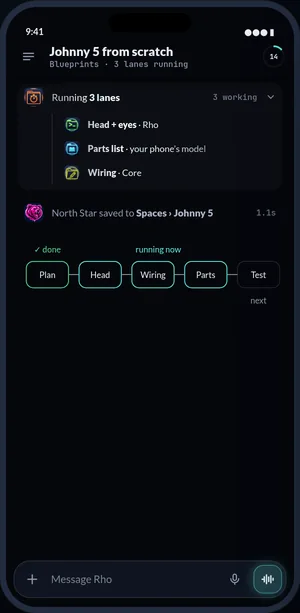 9:41
Johnny 5 from scratch
Blueprints · 3 lanes running
14
Running 3 lanes
3 working
Head + eyes · Rho
Parts list · your phone's model
Wiring · Core
North Star saved to Spaces › Johnny 5
1.1s
✓ done
running now
Plan
Head
Wiring
Parts
Test
next
Message Rho